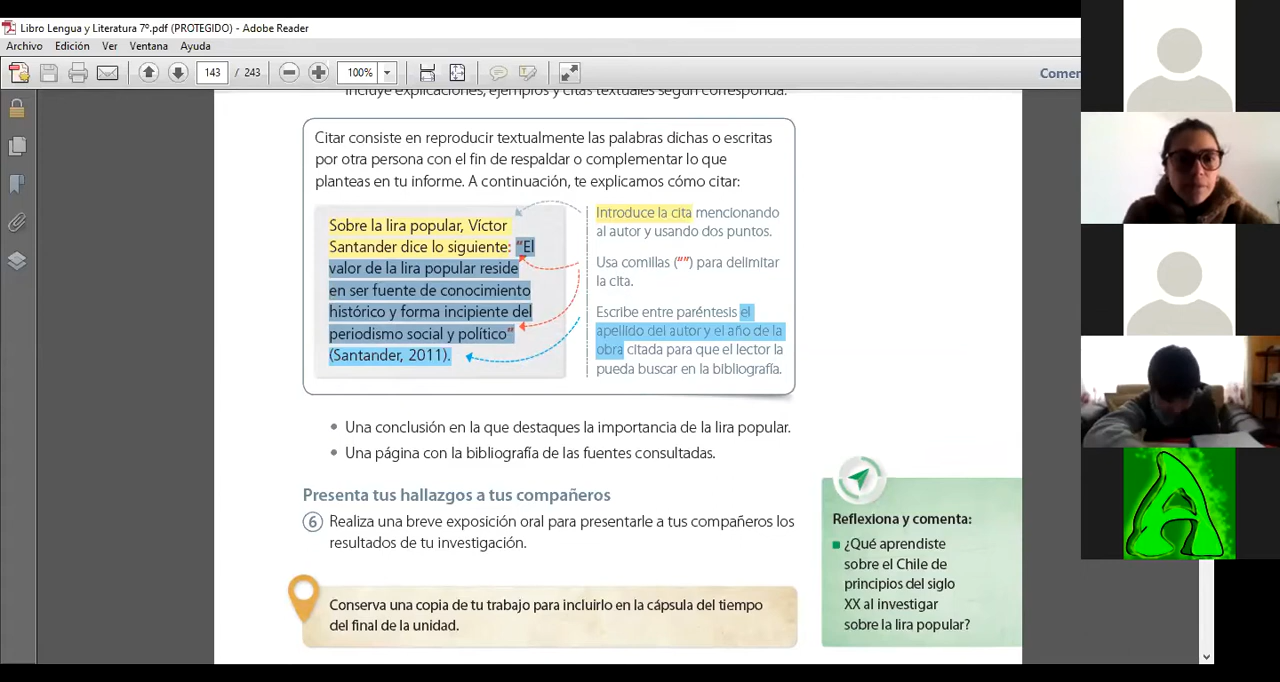 Libro Lengua y Literatura 7º.pdf (PROTEGIDO) - Adobe Reader
Archivo Edición Ver Ventana Ayuda
143 / 243 100% Comer
incluye explicaciones, ejemplos y citas textuales según corresponda.
Citar consiste en reproducir textualmente las palabras dichas o escritas
por otra persona con el fin de respaldar o complementar lo que
planteas en tu informe. A continuación, te explicamos cómo citar:
Sobre la lira popular, Víctor
Santander dice lo siguiente: “El
valor de la lira popular reside
en ser fuente de conocimiento
histórico y forma incipiente del
periodismo social y político”
(Santander, 2011).
Introduce la cita mencionando
al autor y usando dos puntos.
Usa comillas (“”) para delimitar
la cita.
Escribe entre paréntesis el
apellido del autor y el año de la
obra citada para que el lector la
pueda buscar en la bibliografía.
• Una conclusión en la que destaques la importancia de la lira popular.
• Una página con la bibliografía de las fuentes consultadas.
Presenta tus hallazgos a tus compañeros
6 Realiza una breve exposición oral para presentarle a tus compañeros los
resultados de tu investigación.
Conserva una copia de tu trabajo para incluirlo en la cápsula del tiempo
del final de la unidad.
Reflexiona y comenta:
¿Qué aprendiste
sobre el Chile de
principios del siglo
XX al investigar
sobre la lira popular?
A